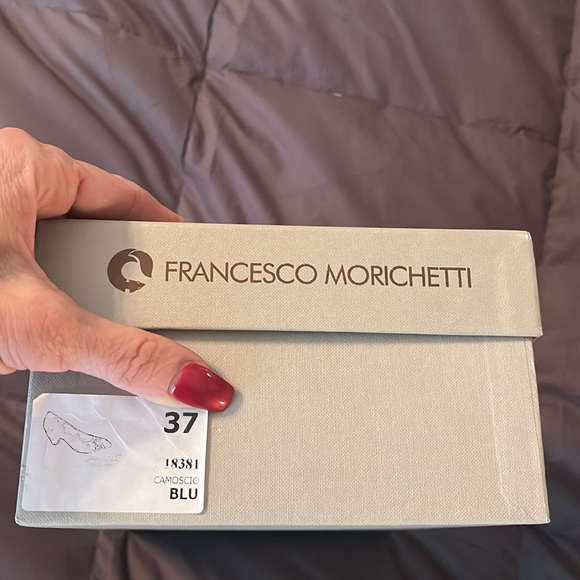 FRANCESCO MORICHETTI
37
18381
CAMOSCIO
BLU